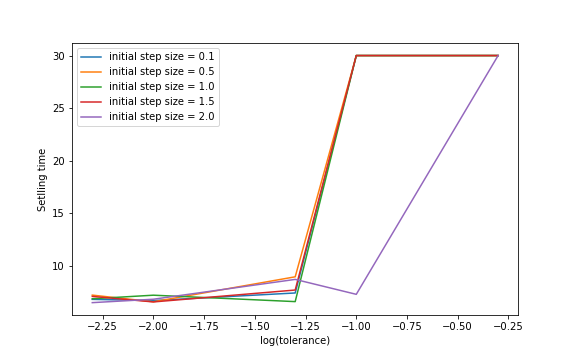 30
25
20
15
10
Setlling time
initial step size = 0.1
initial step size = 0.5
initial step size = 1.0
initial step size = 1.5
initial step size = 2.0
−2.25 −2.00 −1.75 −1.50 −1.25 −1.00 −0.75 −0.50 −0.25
log(tolerance)